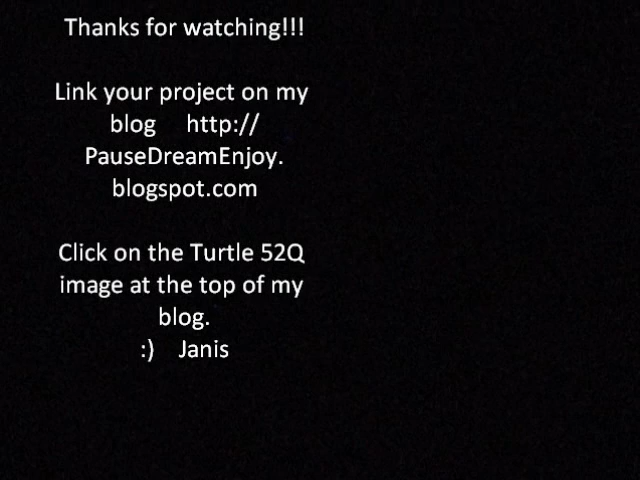 Thanks for watching!!!
Link your project on my
blog http://
PauseDreamEnjoy.
blogspot.com
Click on the Turtle 52Q
image at the top of my
blog.
:) Janis